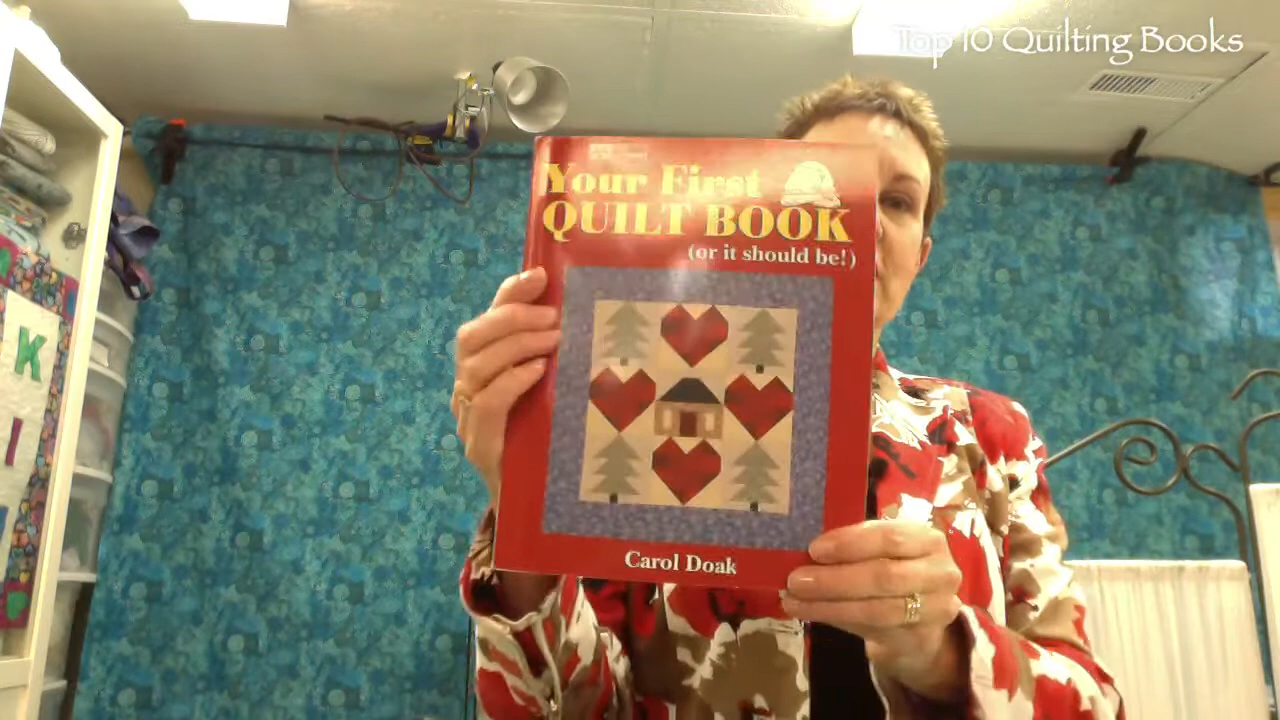 Top 10 Quilting Books
Your First
QUILT BOOK
(or it should be!)
Carol Doak
K
I